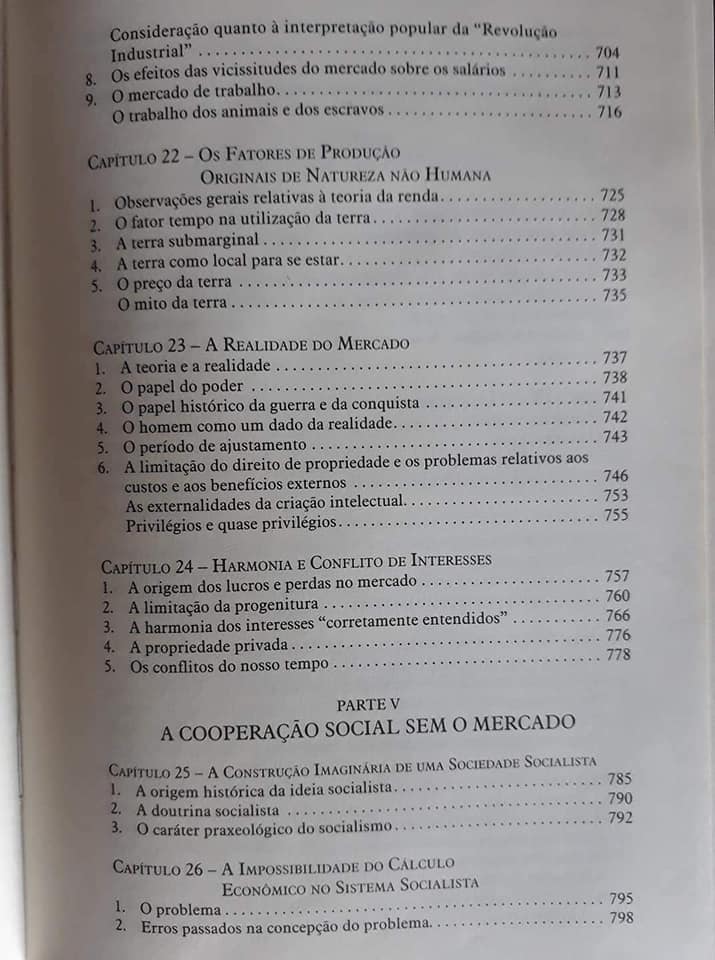 Consideração quanto à interpretação popular da “Revolução
Industrial” ........................................ 704
8. Os efeitos das vicissitudes do mercado sobre os salários .......... 711
9. O mercado de trabalho........................................ 713
O trabalho dos animais e dos escravos ........................... 716
CAPÍTULO 22 – OS FATORES DE PRODUÇÃO
ORIGINAIS DE NATUREZA NÃO HUMANA
1. Observações gerais relativas à teoria da renda..................... 725
2. O fator tempo na utilização da terra............................. 728
3. A terra submarginal ........................................ 731
4. A terra como local para se estar................................ 732
5. O preço da terra ........................................ 733
O mito da terra ........................................ 735
CAPÍTULO 23 – A REALIDADE DO MERCADO
1. A teoria e a realidade ........................................ 737
2. O papel do poder ........................................ 738
3. O papel histórico da guerra e da conquista ....................... 741
4. O homem como um dado da realidade........................... 742
5. O período de ajustamento ..................................... 743
6. A limitação do direito de propriedade e os problemas relativos aos
custos e aos benefícios externos ................................. 746
As externalidades da criação intelectual.......................... 753
Privilégios e quase privilégios.................................. 755
CAPÍTULO 24 – HARMONIA E CONFLITO DE INTERESSES
1. A origem dos lucros e perdas no mercado ....................... 757
2. A limitação da progenitura .................................... 760
3. A harmonia dos interesses “corretamente entendidos” ............ 766
4. A propriedade privada ........................................ 776
5. Os conflitos do nosso tempo ................................... 778
PARTE V
A COOPERAÇÃO SOCIAL SEM O MERCADO
CAPÍTULO 25 – A CONSTRUÇÃO IMAGINÁRIA DE UMA SOCIEDADE SOCIALISTA
1. A origem histórica da ideia socialista........................... 785
2. A doutrina socialista ........................................ 790
3. O caráter praxeológico do socialismo........................... 792
CAPÍTULO 26 – A IMPOSSIBILIDADE DO CÁLCULO
ECONÔMICO NO SISTEMA SOCIALISTA
1. O problema ........................................ 795
2. Erros passados na concepção do problema....................... 798